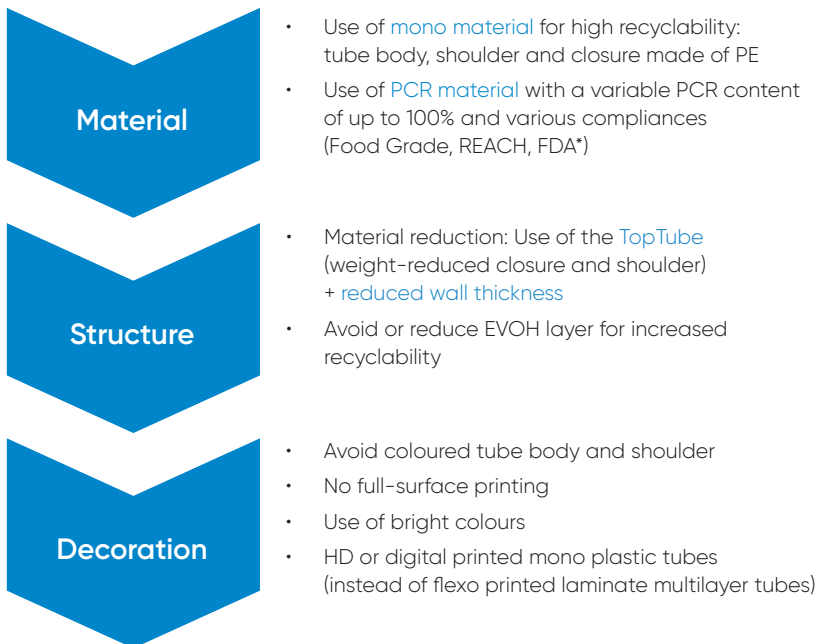 Material
• Use of mono material for high recyclability:
tube body, shoulder and closure made of PE
• Use of PCR material with a variable PCR content
of up to 100% and various compliances
(Food Grade, REACH, FDA*)
Structure
• Material reduction: Use of the TopTube
(weight-reduced closure and shoulder)
+ reduced wall thickness
• Avoid or reduce EVOH layer for increased
recyclability
Decoration
• Avoid coloured tube body and shoulder
• No full-surface printing
• Use of bright colours
• HD or digital printed mono plastic tubes
(instead of flexo printed laminate multilayer tubes)